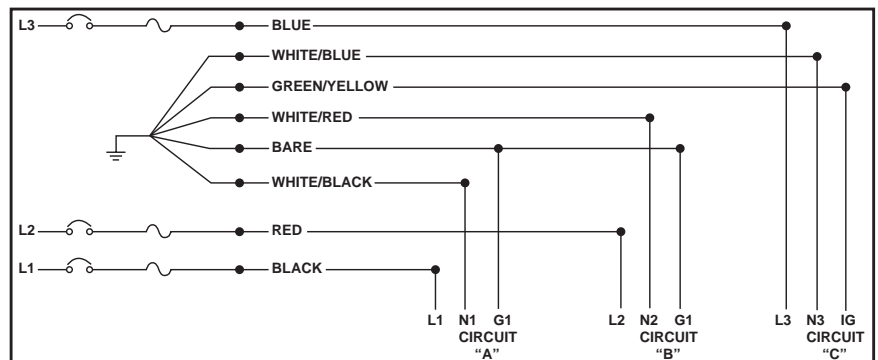 L3 BLUE
WHITE/BLUE
GREEN/YELLOW
WHITE/RED
BARE
WHITE/BLACK
L2 RED
L1 BLACK
L1 N1 G1 L2 N2 G1 L3 N3 IG
CIRCUIT CIRCUIT CIRCUIT
“A” “B” “C”